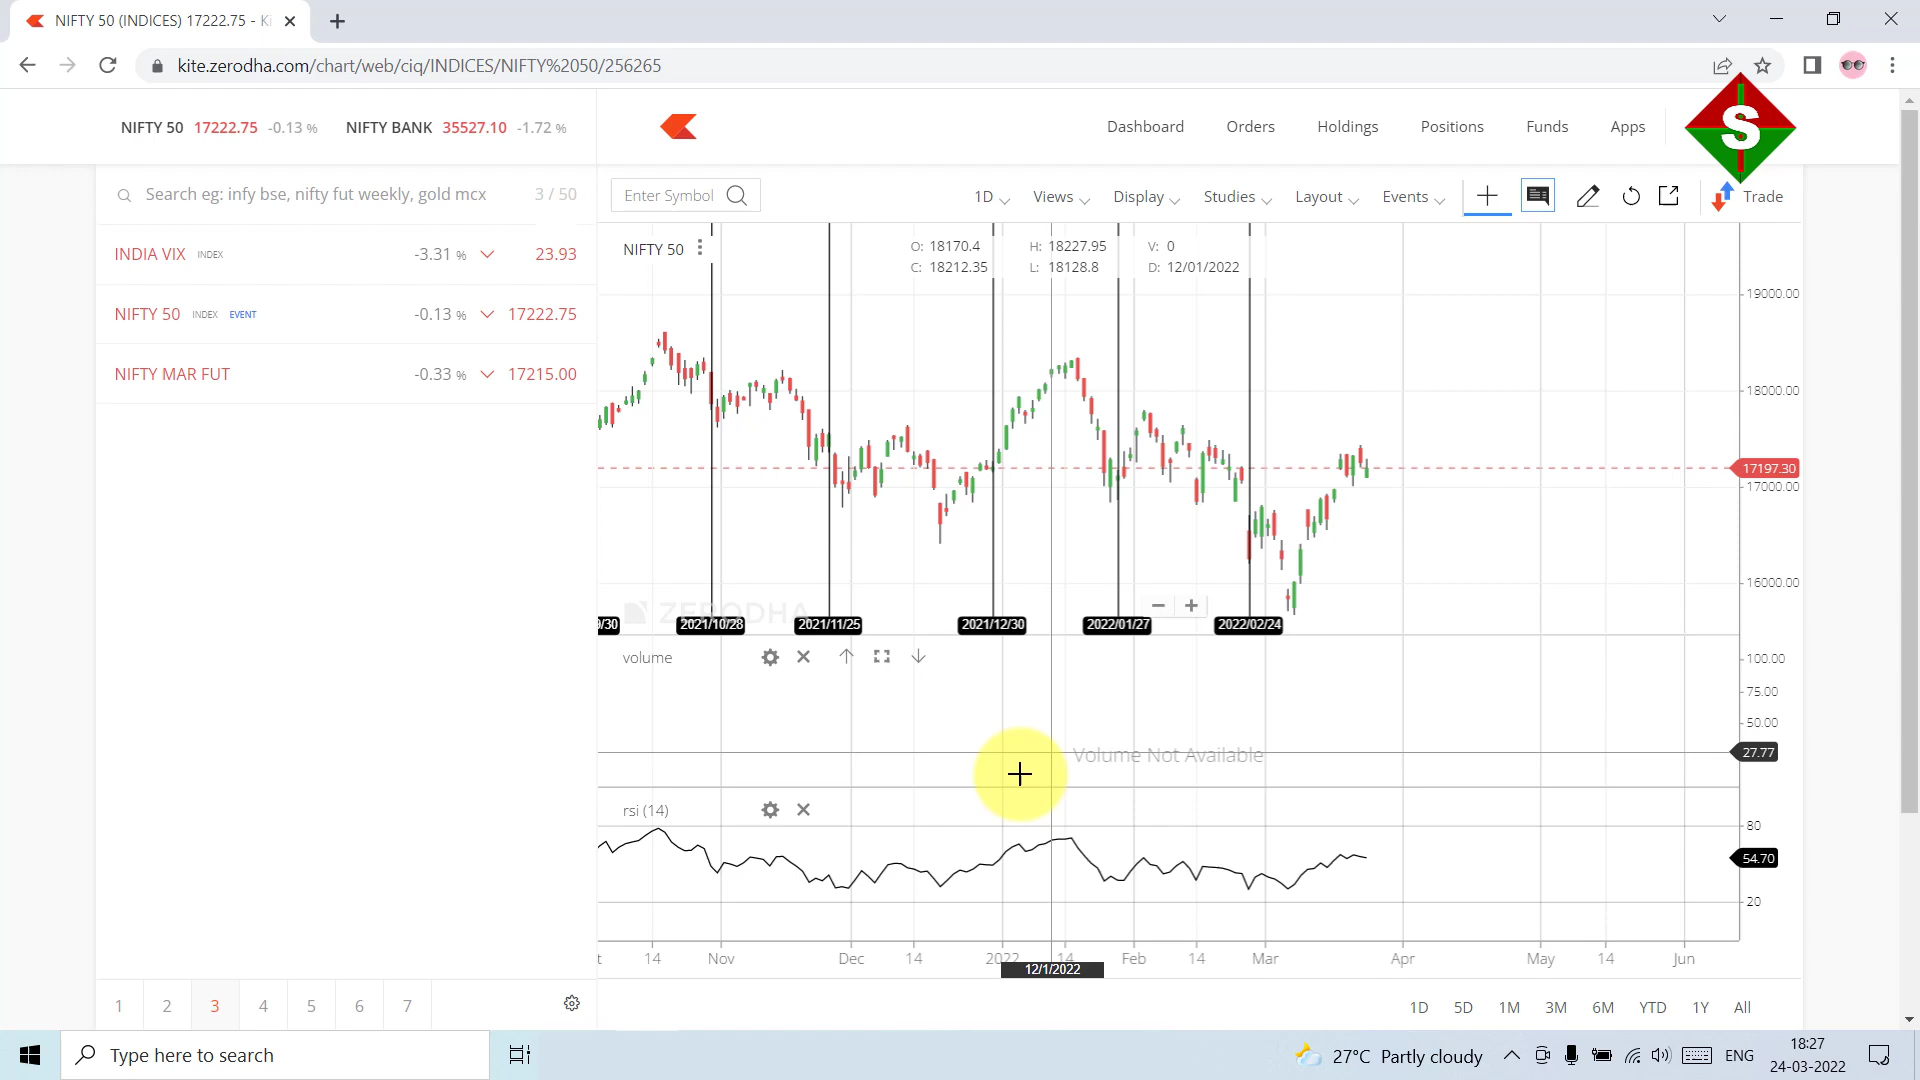 NIFTY 50 (INDICES) 17222.75 - Ki
kite.zerodha.com/chart/web/ciq/INDICES/NIFTY%2050/256265
NIFTY 50 17222.75 -0.13 % NIFTY BANK 35527.10 -1.72 %
Dashboard Orders Holdings Positions Funds Apps
S
Search eg: infy bse, nifty fut weekly, gold mcx 3 / 50
Enter Symbol 1D Views Display Studies Layout Events Trade
INDIA VIX INDEX -3.31 % 23.93
NIFTY 50 INDEX EVENT -0.13 % 17222.75
NIFTY MAR FUT -0.33 % 17215.00
NIFTY 50 O: 18170.4 H: 18227.95 V: 0
C: 18212.35 L: 18128.8 D: 12/01/2022
19000.00
18000.00
17197.30
17000.00
16000.00
ZERODHA
9/30 2021/10/28 2021/11/25 2021/12/30 2022/01/27 2022/02/24
volume 100.00
75.00
50.00
Volume Not Available 27.77
rsi (14) 80
54.70
20
t 14 Nov Dec 14 2022 14 Feb 14 Mar Apr May 14 Jun
12/1/2022
1 2 3 4 5 6 7
1D 5D 1M 3M 6M YTD 1Y All
Type here to search
27°C Partly cloudy ENG 18:27
24-03-2022